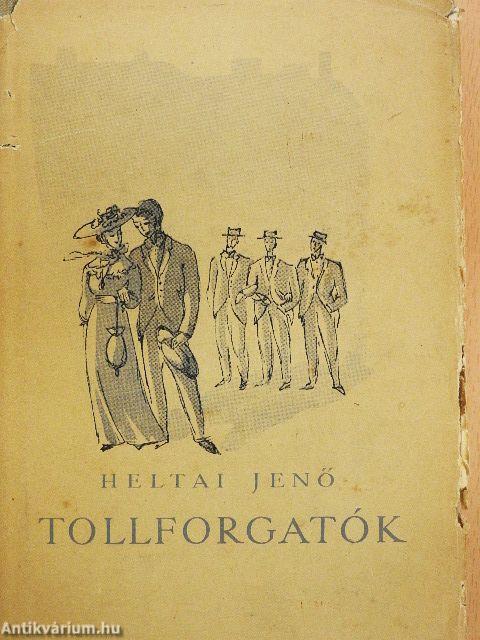 HELTAI JENŐ
TOLLFORGATÓK
Antikvárium.hu